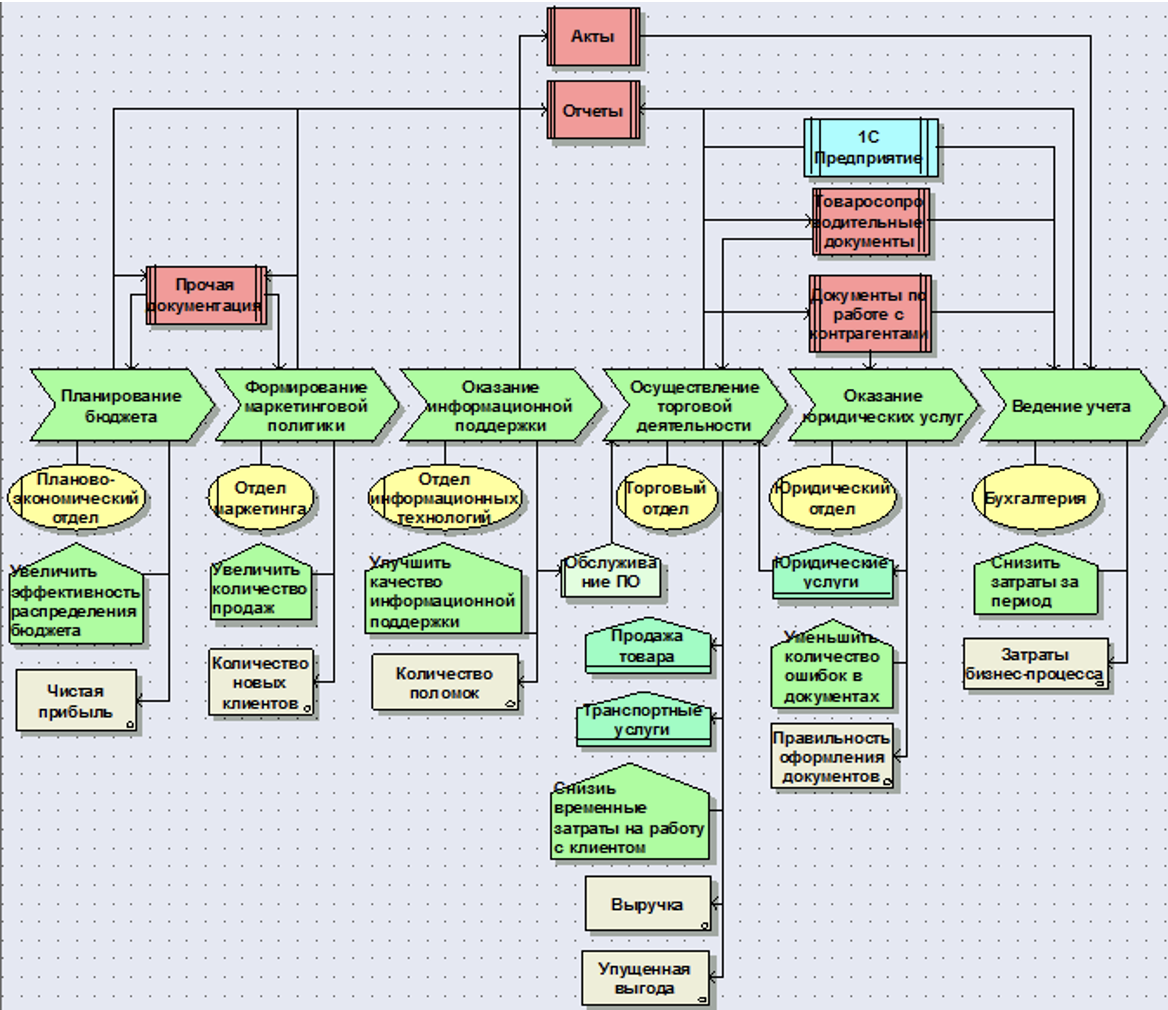 Акты
Отчеты
1С
Предприятие
Товаросопро
водительные
документы
Прочая
документация
Документы по
работе с
контрагентами
Планирование
бюджета
Формирование
маркетинговой
политики
Оказание
информационной
поддержки
Осуществление
торговой
деятельности
Оказание
юридических услуг
Ведение учета
Планово-
экономический
отдел
Отдел
маркетинга
Отдел
информационных
технологий
Торговый
отдел
Юридический
отдел
Бухгалтерия
Увеличить
эффективность
распределения
бюджета
Увеличить
количество
продаж
Улучшить
качество
информационной
поддержки
Обслужива
ние ПО
Юридические
услуги
Снизить
затраты за
период
Чистая
прибыль
Количество
новых
клиентов
Количество
поломок
Продажа
товара
Уменьшить
количество
ошибок в
документах
Затраты
бизнес-процесса
Транспортные
услуги
Правильность
оформления
документов
Снизиь
временные
затраты на работу
с клиентом
Выручка
Упущенная
выгода